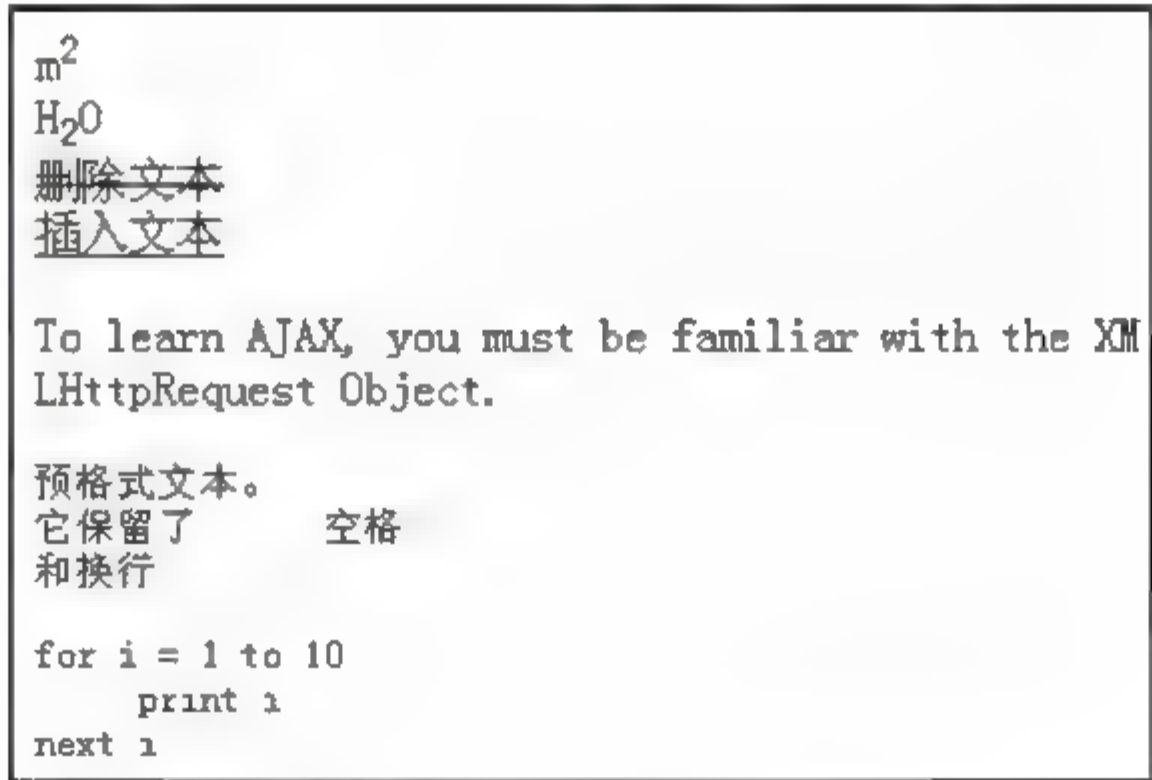 m²
H₂O
删除文本
插入文本
To learn AJAX, you must be familiar with the XM
LHttpRequest Object.
预格式文本。
它保留了      空格
和换行
for i = 1 to 10
     print i
next i